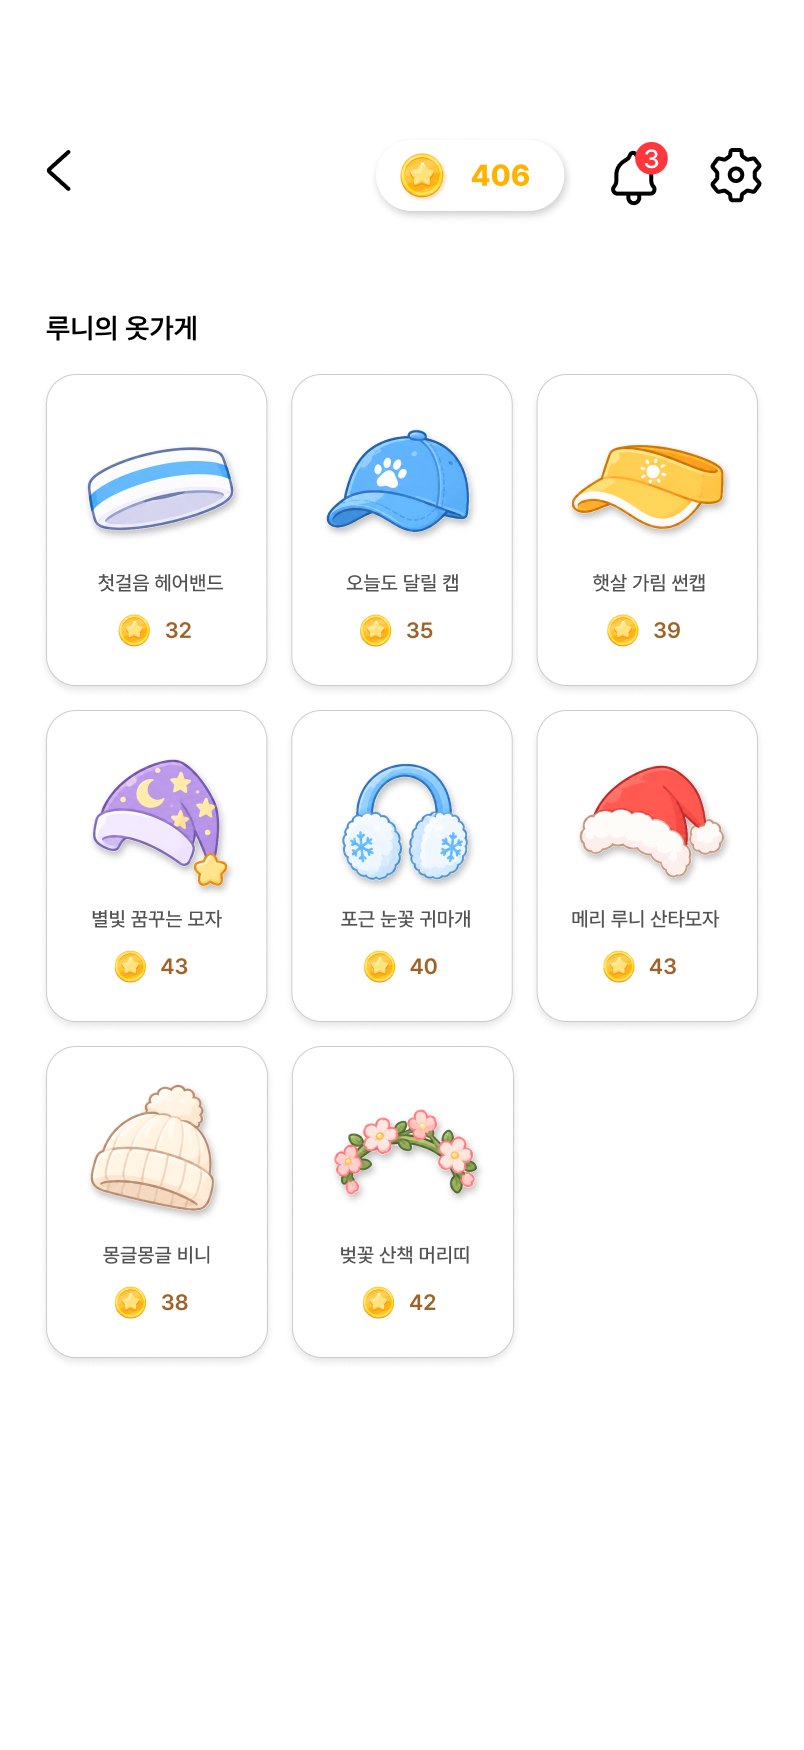 406
3
루니의 옷가게
첫걸음 헤어밴드
32
오늘도 달릴 캡
35
햇살 가림 썬캡
39
별빛 꿈꾸는 모자
43
포근 눈꽃 귀마개
40
메리 루니 산타모자
43
몽글몽글 비니
38
벚꽃 산책 머리띠
42